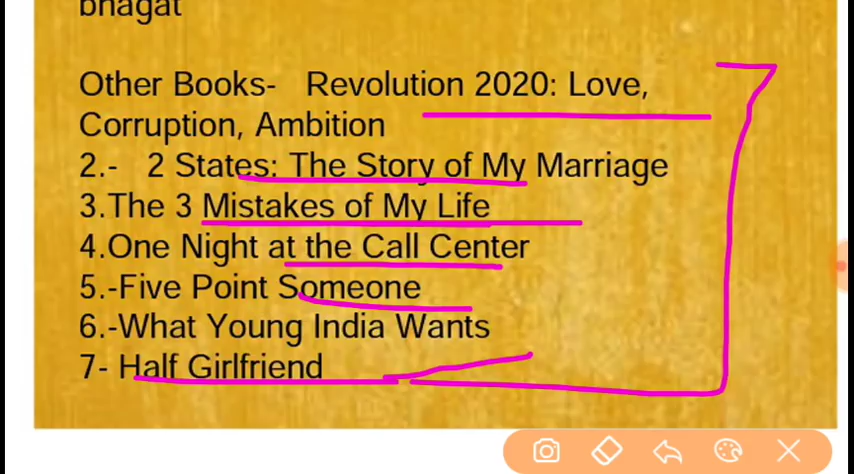 bhagat
Other Books- Revolution 2020: Love,
Corruption, Ambition
2.- 2 States: The Story of My Marriage
3.The 3 Mistakes of My Life
4.One Night at the Call Center
5.-Five Point Someone
6.-What Young India Wants
7- Half Girlfriend